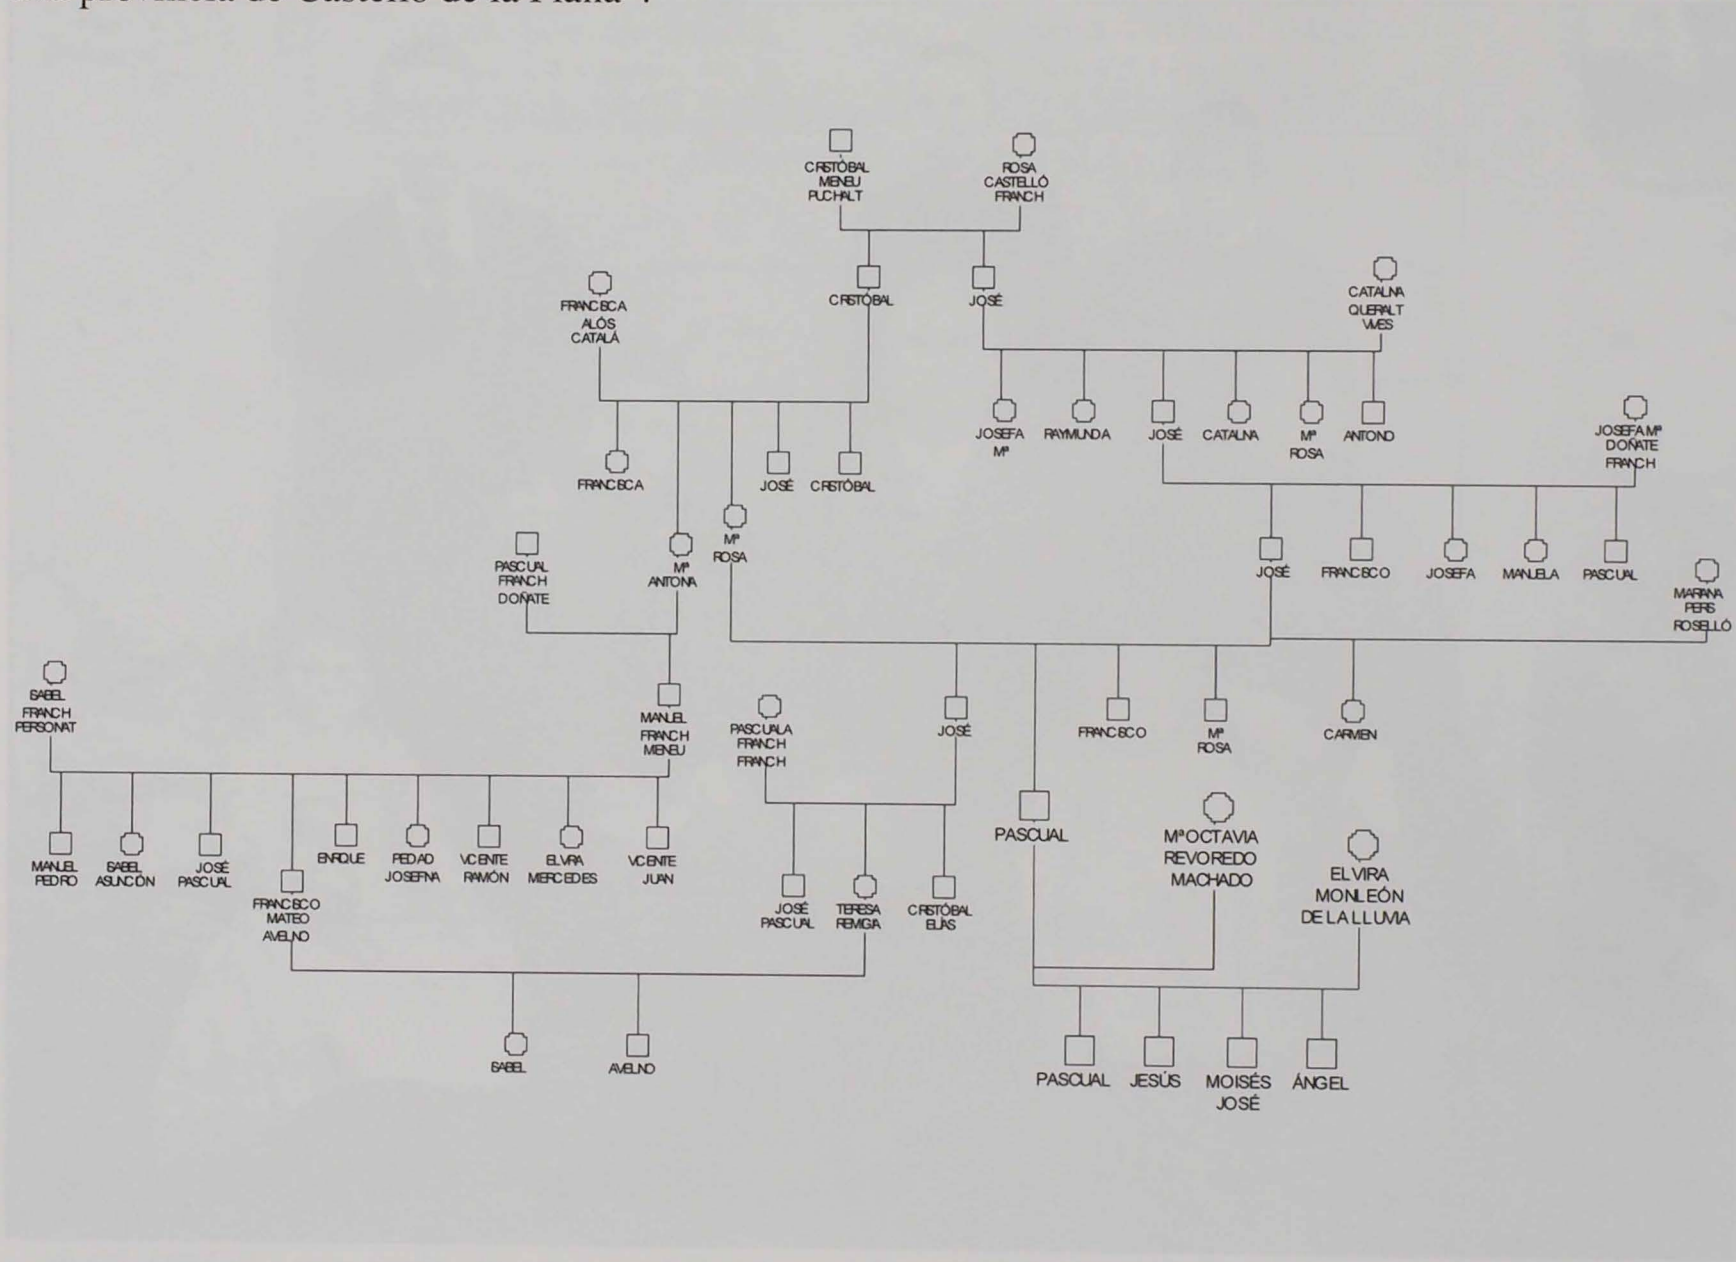 CRISTÓBAL
MENEU
PUCHALT
ROSA
CASTELLÓ
FRANCH
FRANCISCA
ALÓS
CATALÁ
CRISTÓBAL
JOSÉ
CATALINA
QUERALT
VIVES
JOSEFA
Mª
RAYMUNDA
JOSÉ
CATALINA
Mª
ROSA
ANTONIO
JOSEFA Mª
DOÑATE
FRANCH
FRANCISCA
JOSÉ
CRISTÓBAL
PASCUAL
FRANCH
DOÑATE
Mª
ANTONIA
Mª
ROSA
JOSÉ
FRANCISCO
JOSEFA
MANUELA
PASCUAL
MARIANA
PERIS
ROSELLÓ
ISABEL
FRANCH
PERSONAT
MANUEL
FRANCH
MENEU
PASCUALA
FRANCH
FRANCH
JOSÉ
FRANCISCO
Mª
ROSA
CARMEN
PASCUAL
Mª OCTAVIA
REVOREDO
MACHADO
ELVIRA
MONLEÓN
DE LA LLUVIA
MANUEL
PEDRO
ISABEL
ASUNCIÓN
JOSÉ
PASCUAL
FRANCISCO
MATEO
AVELINO
ENRIQUE
PIEDAD
JOSEFINA
VICENTE
RAMÓN
ELVIRA
MERCEDES
VICENTE
JUAN
JOSÉ
PASCUAL
TERESA
REMIGIA
CRISTÓBAL
ELÍAS
ISABEL
AVELINO
PASCUAL
JESÚS
MOISÉS
JOSÉ
ÁNGEL